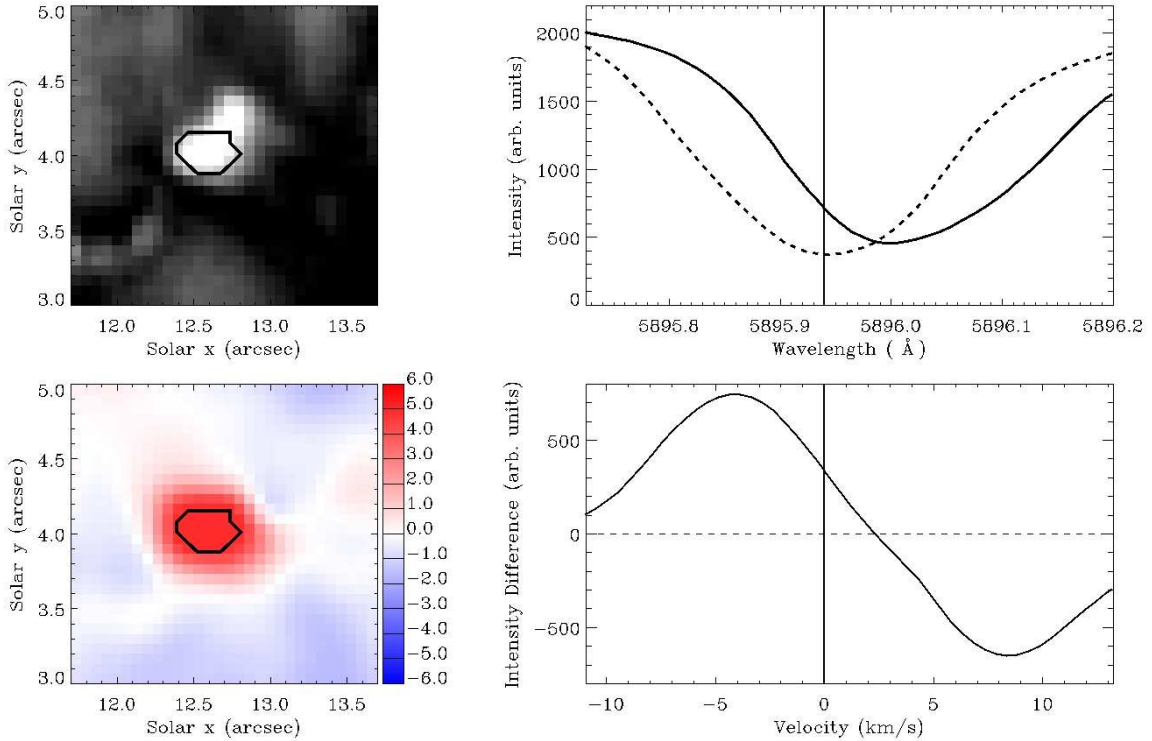 5.0
4.5
4.0
3.5
3.0
Solar y (arcsec)
12.0 12.5 13.0 13.5
Solar x (arcsec)
2000
1500
1000
500
0
Intensity (arb. units)
5895.8 5895.9 5896.0 5896.1 5896.2
Wavelength ( Å)
5.0
4.5
4.0
3.5
3.0
Solar y (arcsec)
12.0 12.5 13.0 13.5
Solar x (arcsec)
6.0
5.0
4.0
3.0
2.0
1.0
0.0
−1.0
−2.0
−3.0
−4.0
−5.0
−6.0
500
0
−500
Intensity Difference (arb. units)
−10 −5 0 5 10
Velocity (km/s)